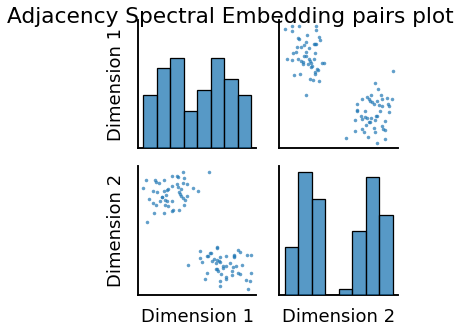 Adjacency Spectral Embedding pairs plot
Dimension 1
Dimension 2
Dimension 1
Dimension 2